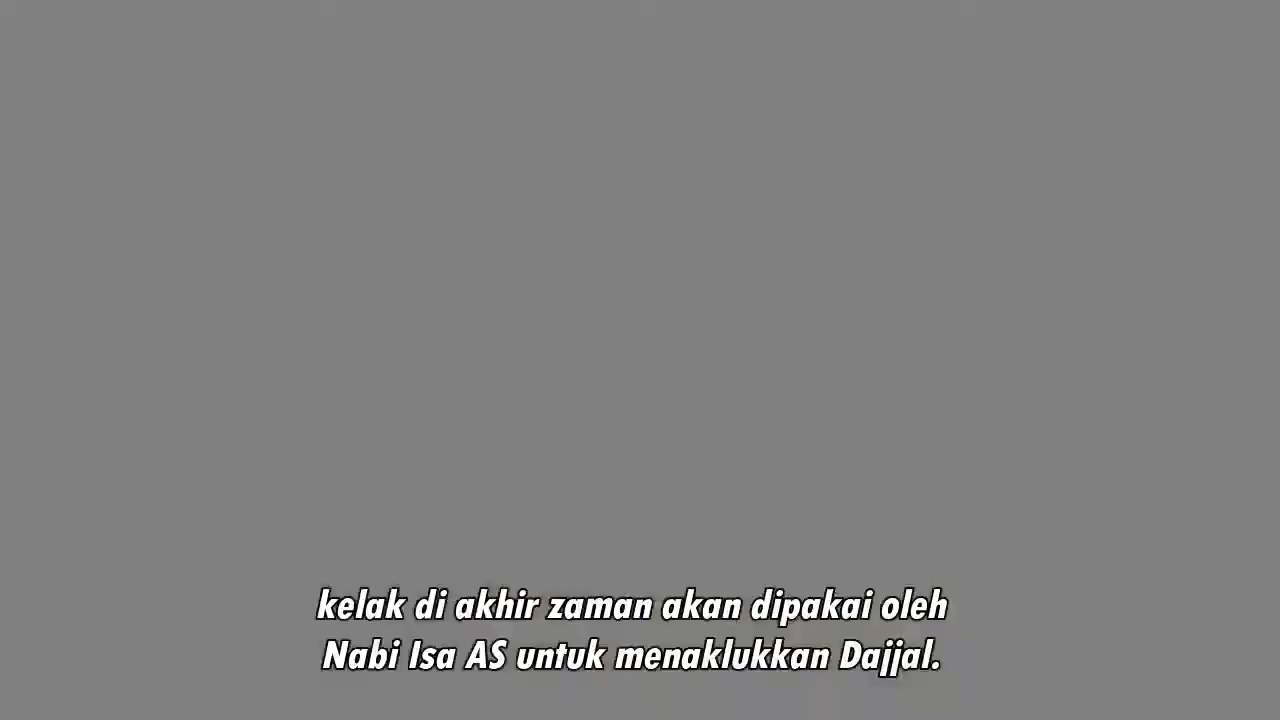 kelak di akhir zaman akan dipakai oleh
Nabi Isa AS untuk menaklukkan Dajjal.